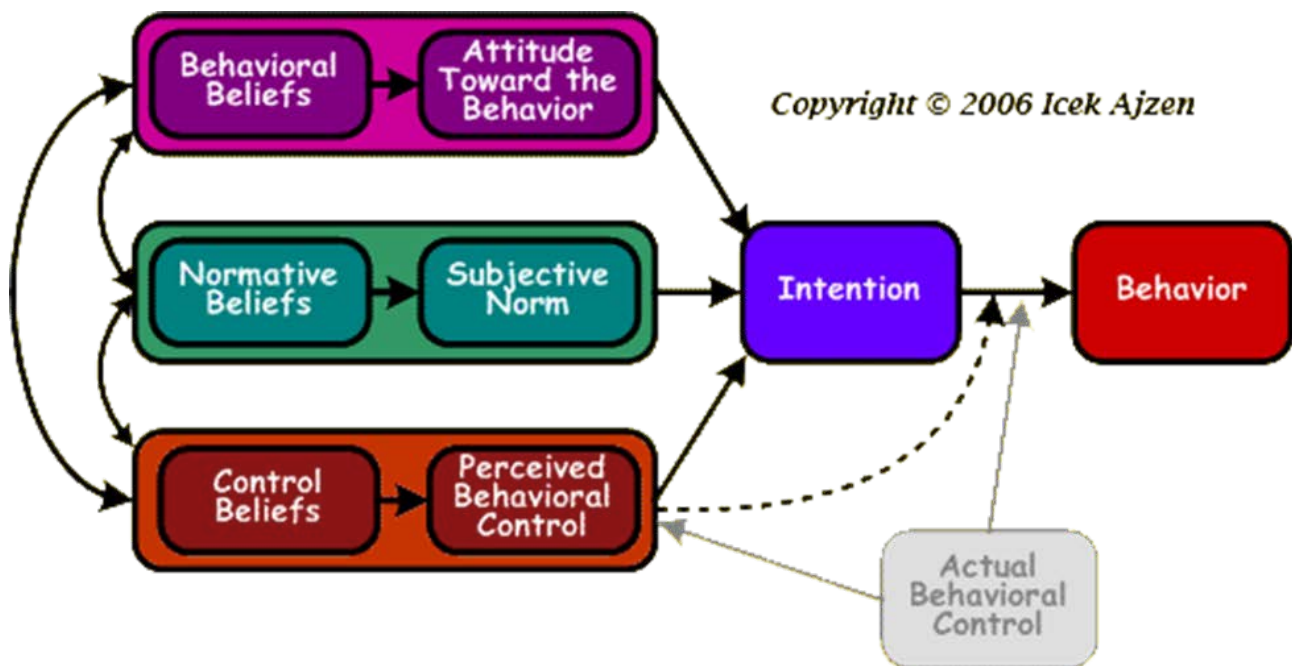 Behavioral
Beliefs
Attitude
Toward the
Behavior
Copyright © 2006 Icek Ajzen
Normative
Beliefs
Subjective
Norm
Intention
Behavior
Control
Beliefs
Perceived
Behavioral
Control
Actual
Behavioral
Control